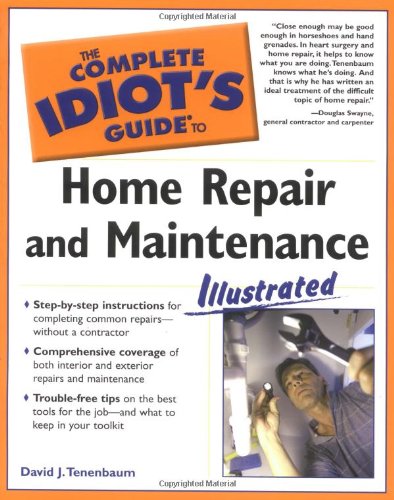 Copyrighted Material
THE
COMPLETE
IDIOT'S
GUIDE® TO
"Close enough may be good
enough in horseshoes and hand
grenades. In heart surgery and
home repair, it helps to know
what you are doing. Tenenbaum
knows what he's doing. And
that is why he has written an
ideal treatment of the difficult
topic of home repair."
—Douglas Swayne,
general contractor and carpenter
Home Repair
and Maintenance
Illustrated
♦ Step-by-step instructions for
completing common repairs—
without a contractor
♦ Comprehensive coverage of
both interior and exterior
repairs and maintenance
♦ Trouble-free tips on the best
tools for the job—and what to
keep in your toolkit
David J. Tenenbaum
Copyrighted Material